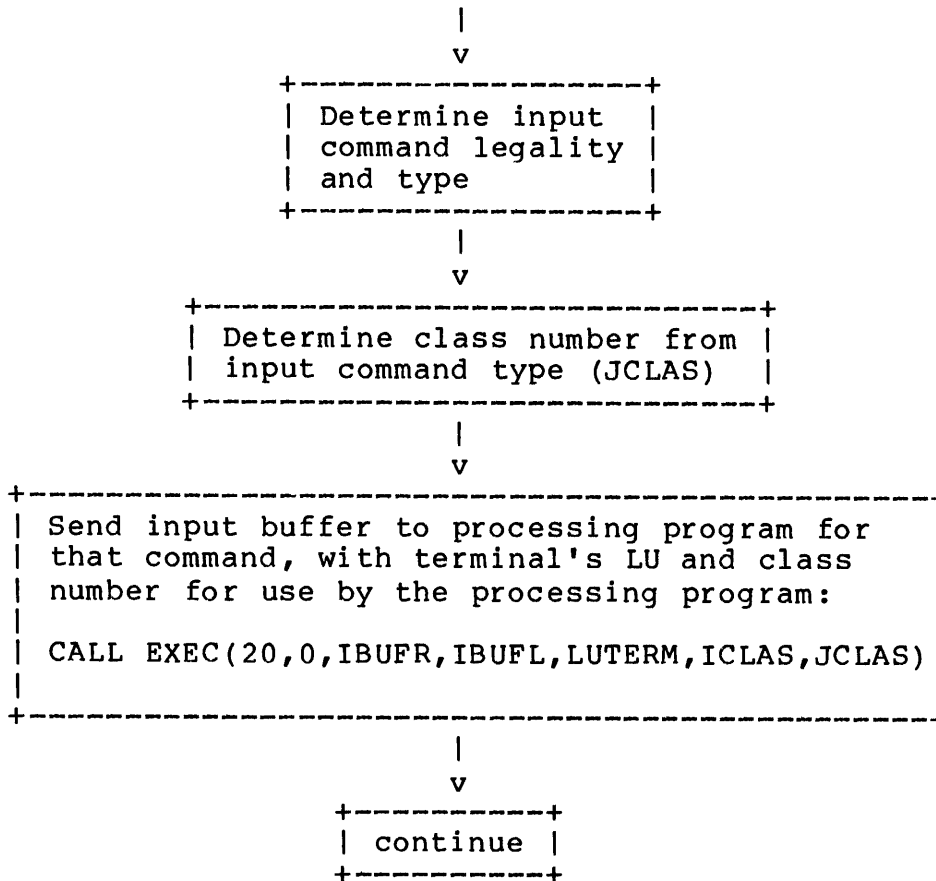 Determine input
command legality
and type
Determine class number from
input command type (JCLAS)
Send input buffer to processing program for
that command, with terminal's LU and class
number for use by the processing program:
CALL EXEC(20,0,IBUFR,IBUFL,LUTERM,ICLAS,JCLAS)
continue